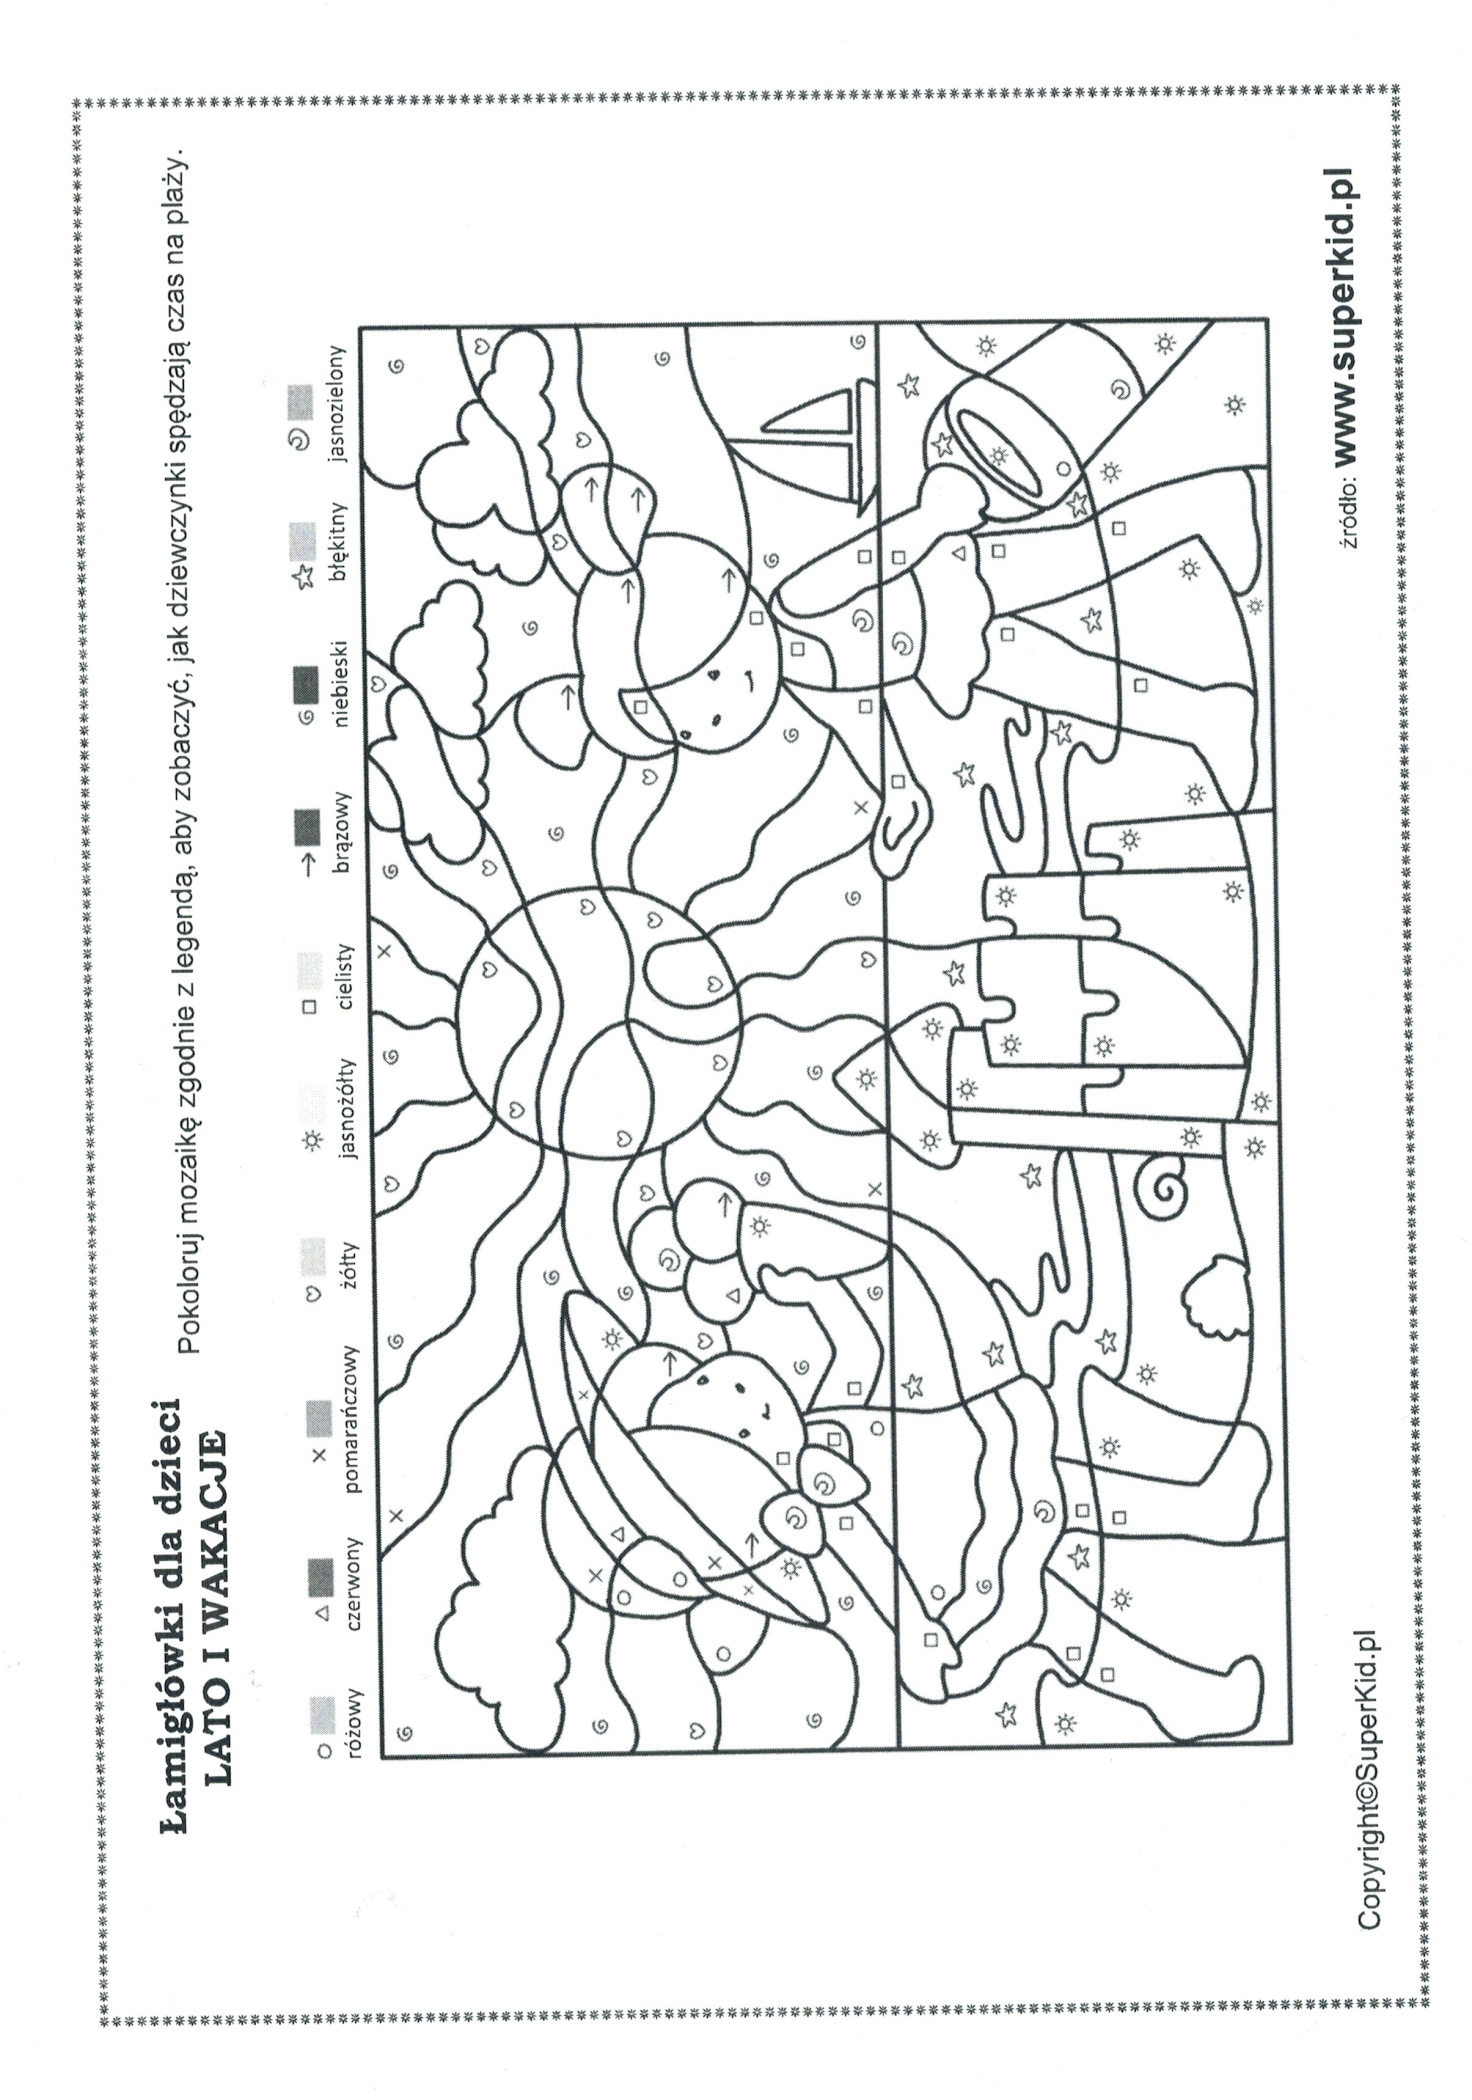 Łamigłówki dla dzieci
LATO I WAKACJE
Pokoloruj mozaikę zgodnie z legendą, aby zobaczyć, jak dziewczynki spędzają czas na plaży.
różowy
czerwony
pomarańczowy
żółty
jasnożółty
cielisty
brązowy
niebieski
błękitny
jasnozielony
Copyright©SuperKid.pl
źródło: www.superkid.pl